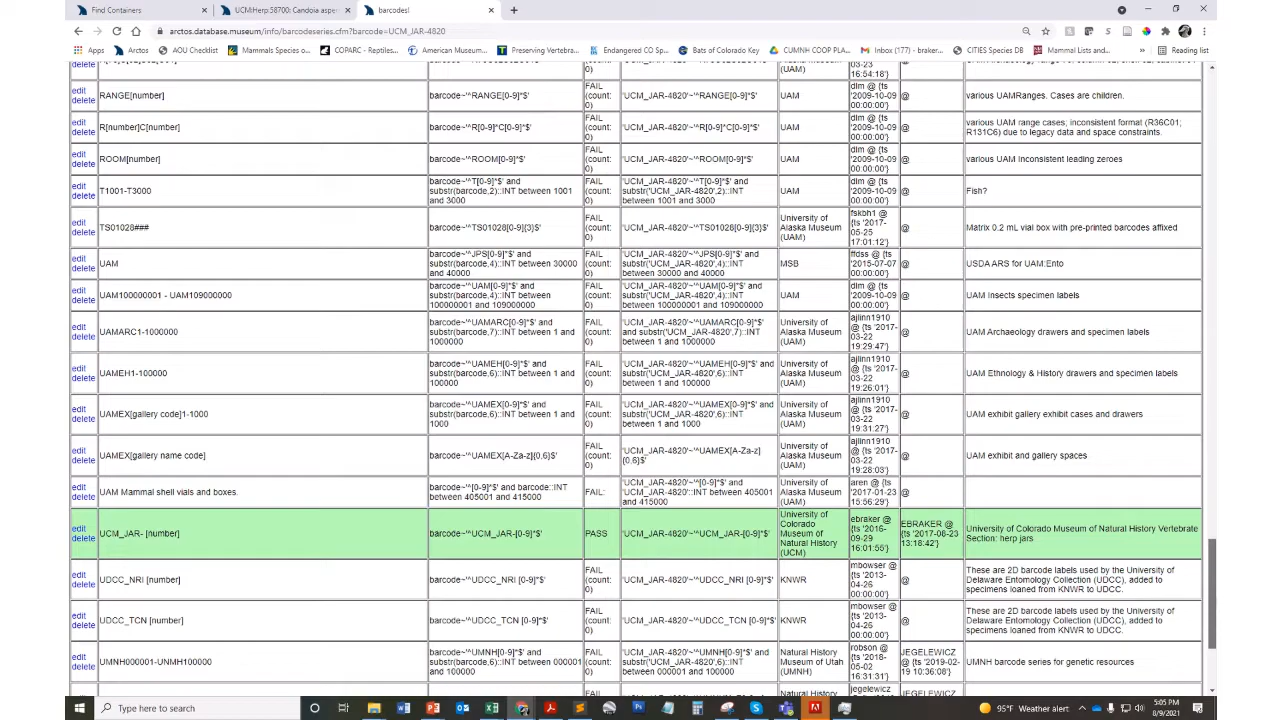 Find Containers
UCM:Herp:58700: Candoia asper
barcodes!
arctos.database.museum/info/barcodeseries.cfm?barcode=UCM_JAR-4820
Apps
Arctos
AOU Checklist
Mammals Species o...
COPARC - Reptiles...
American Museum...
Preserving Vertebr...
Endangered CO Sp...
Bats of Colorado Key
CUMNH COOP PLA...
Inbox (177) - braker...
CITIES Species DB
Mammal Lists and...
Reading list
edit
delete
0)
Alaska Museum
(UAM)
03-23
16:54:18'}
edit
delete
RANGE[number]
barcode~'^RANGE[0-9]*$'
FAIL
(count:
0)
'UCM_JAR-4820'~'^RANGE[0-9]*$'
UAM
dlm @ {ts
'2009-10-09
00:00:00'}
@
various UAMRanges. Cases are children.
edit
delete
R[number]C[number]
barcode~'^R[0-9]*C[0-9]*$'
FAIL
(count:
0)
'UCM_JAR-4820'~'^R[0-9]*C[0-9]*$'
UAM
dlm @ {ts
'2009-10-09
00:00:00'}
@
various UAM range cases; inconsistent format (R36C01;
R131C6) due to legacy data and space constraints.
edit
delete
ROOM[number]
barcode~'^ROOM[0-9]*$'
FAIL
(count:
0)
'UCM_JAR-4820'~'^ROOM[0-9]*$'
UAM
dlm @ {ts
'2009-10-09
00:00:00'}
@
various UAM Inconsistent leading zeroes
edit
delete
T1001-T3000
barcode~'^T[0-9]*$' and
substr(barcode,2)::INT between 1001
and 3000
FAIL
(count:
0)
'UCM_JAR-4820'~'^T[0-9]*$' and
substr('UCM_JAR-4820',2)::INT
between 1001 and 3000
UAM
dlm @ {ts
'2009-10-09
00:00:00'}
@
Fish?
edit
delete
TS01028###
barcode~'^TS01028[0-9]{3}$'
FAIL
(count:
0)
'UCM_JAR-4820'~'^TS01028[0-9]{3}$'
University of
Alaska Museum
(UAM)
fskbh1 @
{ts '2017-
05-25
17:01:12'}
@
Matrix 0.2 mL vial box with pre-printed barcodes affixed
edit
delete
UAM
barcode~'^JPS[0-9]*$' and
substr(barcode,4)::INT between 30000
and 40000
FAIL
(count:
0)
'UCM_JAR-4820'~'^JPS[0-9]*$' and
substr('UCM_JAR-4820',4)::INT
between 30000 and 40000
MSB
ffdss @ {ts
'2015-07-07
00:00:00'}
@
USDA ARS for UAM:Ento
edit
delete
UAM100000001 - UAM109000000
barcode~'^UAM[0-9]*$' and
substr(barcode,4)::INT between
100000001 and 109000000
FAIL
(count:
0)
'UCM_JAR-4820'~'^UAM[0-9]*$' and
substr('UCM_JAR-4820',4)::INT between
100000001 and 109000000
UAM
dlm @ {ts
'2009-10-09
00:00:00'}
@
UAM Insects specimen labels
edit
delete
UAMARC1-1000000
barcode~'^UAMARC[0-9]*$' and
substr(barcode,7)::INT between 1 and
1000000
FAIL
(count:
0)
'UCM_JAR-4820'~'^UAMARC[0-9]*$'
and substr('UCM_JAR-4820',7)::INT
between 1 and 1000000
University of
Alaska Museum
(UAM)
ajlinn1910
@ {ts
'2017-03-22
19:29:47'}
@
UAM Archaeology drawers and specimen labels
edit
delete
UAMEH1-100000
barcode~'^UAMEH[0-9]*$' and
substr(barcode,6)::INT between 1 and
100000
FAIL
(count:
0)
'UCM_JAR-4820'~'^UAMEH[0-9]*$' and
substr('UCM_JAR-4820',6)::INT
between 1 and 100000
University of
Alaska Museum
(UAM)
ajlinn1910
@ {ts
'2017-03-22
19:26:01'}
@
UAM Ethnology & History drawers and specimen labels
edit
delete
UAMEX[gallery code]1-1000
barcode~'^UAMEX[0-9]*$' and
substr(barcode,6)::INT between 1 and
1000
FAIL
(count:
0)
'UCM_JAR-4820'~'^UAMEX[0-9]*$' and
substr('UCM_JAR-4820',6)::INT
between 1 and 1000
University of
Alaska Museum
(UAM)
ajlinn1910
@ {ts
'2017-03-22
19:31:27'}
@
UAM exhibit gallery exhibit cases and drawers
edit
delete
UAMEX[gallery name code]
barcode~'^UAMEX[A-Za-z]{0,6}$'
FAIL
(count:
0)
'UCM_JAR-4820'~'^UAMEX[A-Za-z]
{0,6}$'
University of
Alaska Museum
(UAM)
ajlinn1910
@ {ts
'2017-03-22
19:28:03'}
@
UAM exhibit and gallery spaces
edit
delete
UAM Mammal shell vials and boxes.
barcode~'^[0-9]*$' and barcode::INT
between 405001 and 415000
FAIL:
'UCM_JAR-4820'~'^[0-9]*$' and
'UCM_JAR-4820'::INT between 405001
and 415000
University of
Alaska Museum
(UAM)
aren @ {ts
'2017-01-23
15:56:29'}
@
edit
delete
UCM_JAR- [number]
barcode~'^UCM_JAR-[0-9]*$'
PASS
'UCM_JAR-4820'~'^UCM_JAR-[0-9]*$'
University of
Colorado
Museum of
Natural History
(UCM)
ebraker @
{ts '2016-
09-29
16:01:55'}
EBRAKER @
{ts '2017-08-23
13:18:42'}
University of Colorado Museum of Natural History Vertebrate
Section: herp jars
edit
delete
UDCC_NRI [number]
barcode~'^UDCC_NRI [0-9]*$'
FAIL
(count:
0)
'UCM_JAR-4820'~'^UDCC_NRI [0-9]*$'
KNWR
mbowser @
{ts '2013-
04-26
00:00:00'}
@
These are 2D barcode labels used by the University of
Delaware Entomology Collection (UDCC), added to
specimens loaned from KNWR to UDCC.
edit
delete
UDCC_TCN [number]
barcode~'^UDCC_TCN [0-9]*$'
FAIL
(count:
0)
'UCM_JAR-4820'~'^UDCC_TCN [0-9]*$'
KNWR
mbowser @
{ts '2013-
04-26
00:00:00'}
@
These are 2D barcode labels used by the University of
Delaware Entomology Collection (UDCC), added to
specimens loaned from KNWR to UDCC.
edit
delete
UMNH000001-UNMH100000
barcode~'^UMNH[0-9]*$' and
substr(barcode,6)::INT between 000001
and 100000
FAIL
(count:
0)
'UCM_JAR-4820'~'^UMNH[0-9]*$' and
substr('UCM_JAR-4820',6)::INT
between 000001 and 100000
Natural History
Museum of Utah
(UMNH)
robson @
{ts '2018-
05-02
16:31:31'}
JEGELEWICZ
@ {ts '2019-02-
19 10:36:08'}
UMNH barcode series for genetic resources
FAIL
Natural History
jegelewicz
JEGELEWICZ
Type here to search
95°F Weather alert
5:05 PM
8/9/2021